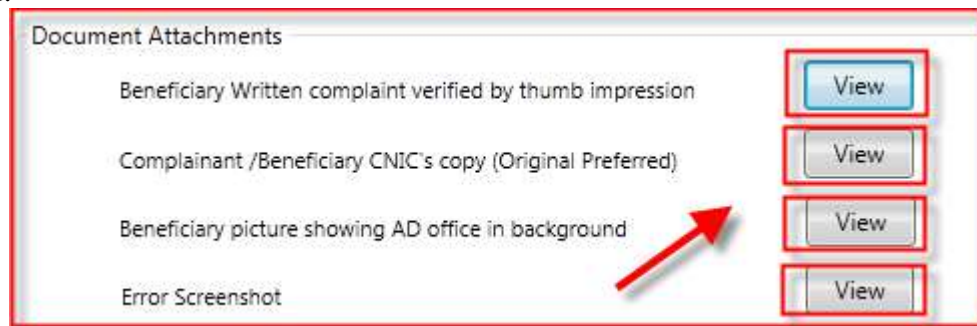 Document Attachments
Beneficiary Written complaint verified by thumb impression View
Complainant /Beneficiary CNIC's copy (Original Preferred) View
Beneficiary picture showing AD office in background View
Error Screenshot View